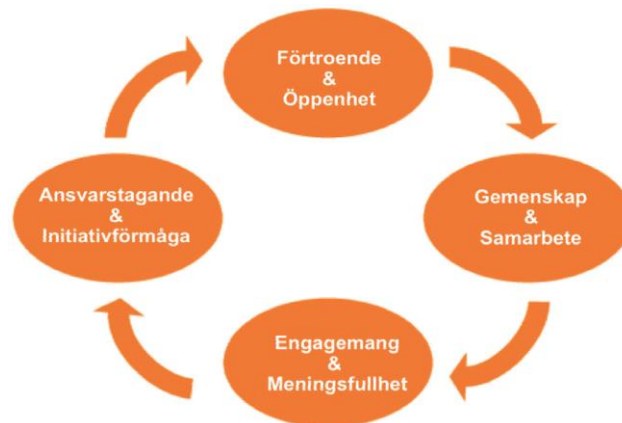 Förtroende
&
Öppenhet
Gemenskap
&
Samarbete
Engagemang
&
Meningsfullhet
Ansvarstagande
&
Initiativförmåga